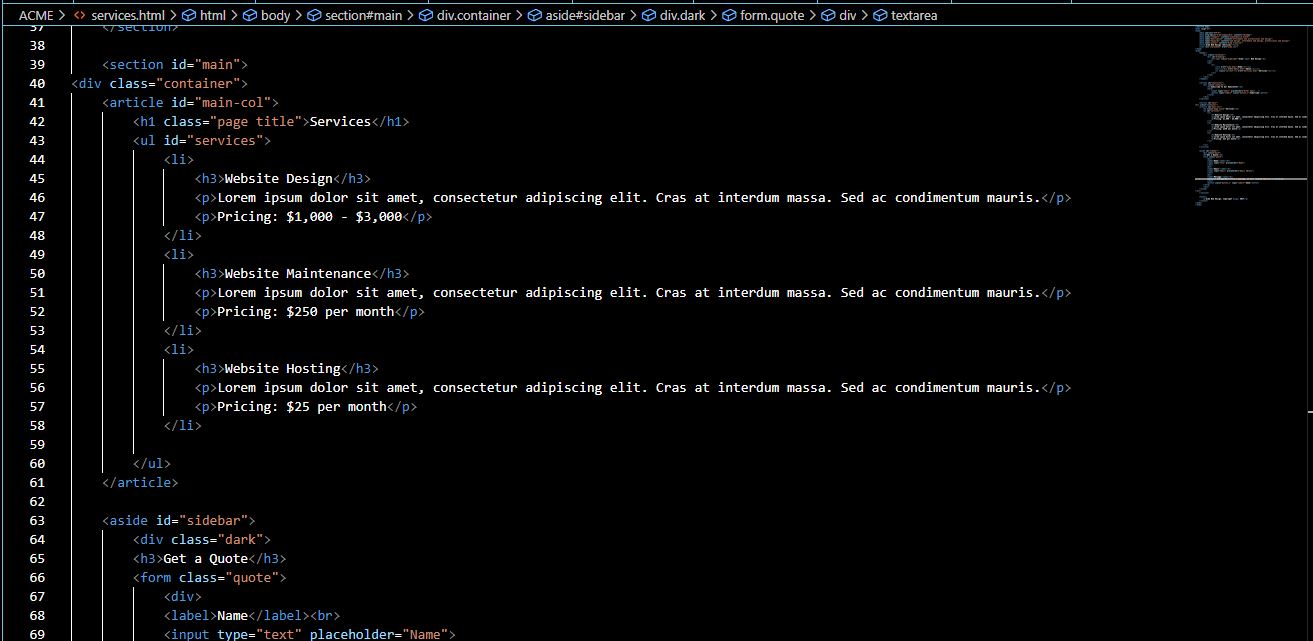 ACME > <> services.html > html > body > section#main > div.container > aside#sidebar > div.dark > form.quote > div > textarea
37 </section>
38
39 <section id="main">
40 <div class="container">
41 <article id="main-col">
42 <h1 class="page title">Services</h1>
43 <ul id="services">
44 <li>
45 <h3>Website Design</h3>
46 <p>Lorem ipsum dolor sit amet, consectetur adipiscing elit. Cras at interdum massa. Sed ac condimentum mauris.</p>
47 <p>Pricing: $1,000 - $3,000</p>
48 </li>
49 <li>
50 <h3>Website Maintenance</h3>
51 <p>Lorem ipsum dolor sit amet, consectetur adipiscing elit. Cras at interdum massa. Sed ac condimentum mauris.</p>
52 <p>Pricing: $250 per month</p>
53 </li>
54 <li>
55 <h3>Website Hosting</h3>
56 <p>Lorem ipsum dolor sit amet, consectetur adipiscing elit. Cras at interdum massa. Sed ac condimentum mauris.</p>
57 <p>Pricing: $25 per month</p>
58 </li>
59
60 </ul>
61 </article>
62
63 <aside id="sidebar">
64 <div class="dark">
65 <h3>Get a Quote</h3>
66 <form class="quote">
67 <div>
68 <label>Name</label><br>
69 <input type="text" placeholder="Name">